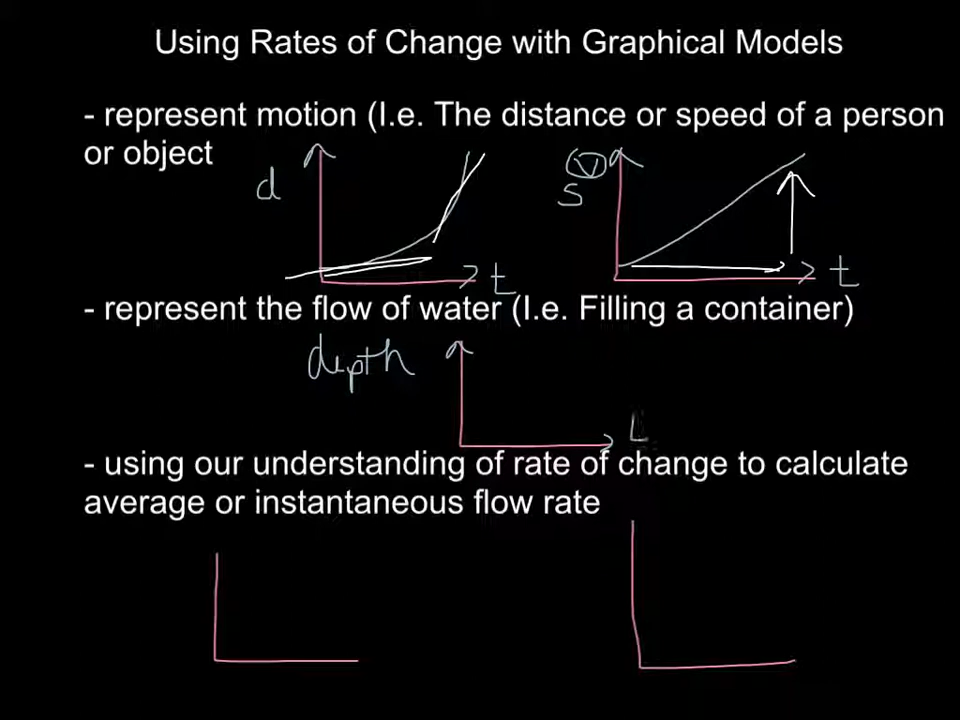 Using Rates of Change with Graphical Models
- represent motion (I.e. The distance or speed of a person
or object
d
t
(V)
S
t
- represent the flow of water (I.e. Filling a container)
depth
- using our understanding of rate of change to calculate
average or instantaneous flow rate